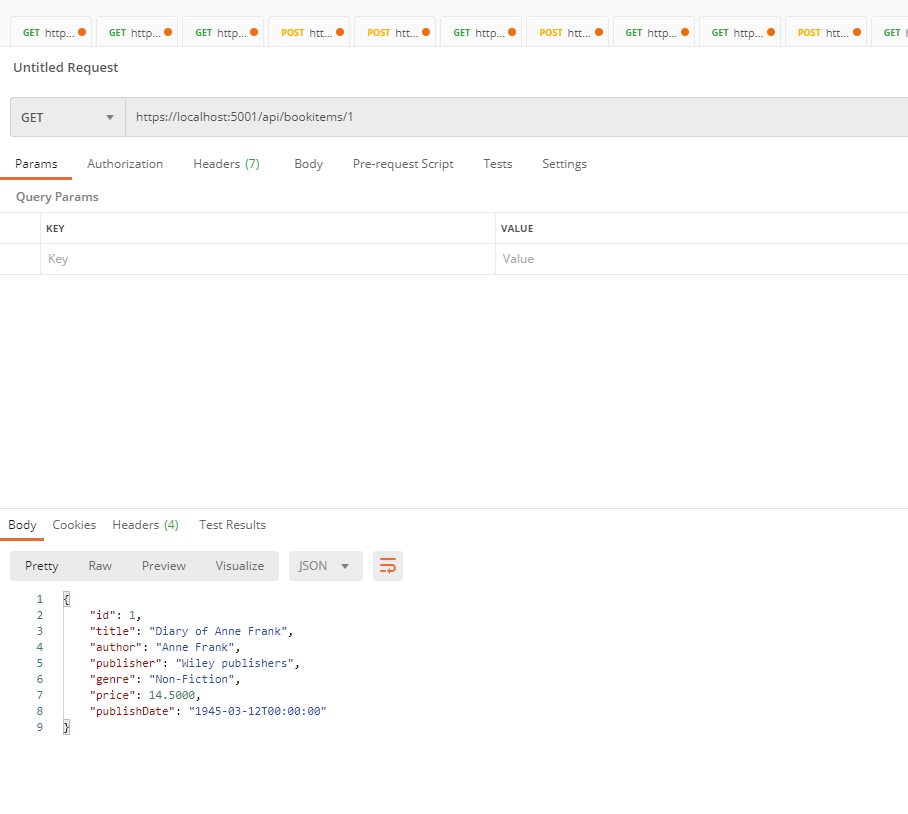 GET http... GET http... GET http... POST htt... POST htt... GET http... POST htt... GET http... GET http... POST htt... GET
Untitled Request
GET https://localhost:5001/api/bookitems/1
Params Authorization Headers (7) Body Pre-request Script Tests Settings
Query Params
KEY VALUE
Key Value
Body Cookies Headers (4) Test Results
Pretty Raw Preview Visualize JSON
1 {
2 "id": 1,
3 "title": "Diary of Anne Frank",
4 "author": "Anne Frank",
5 "publisher": "Wiley publishers",
6 "genre": "Non-Fiction",
7 "price": 14.5000,
8 "publishDate": "1945-03-12T00:00:00"
9 }